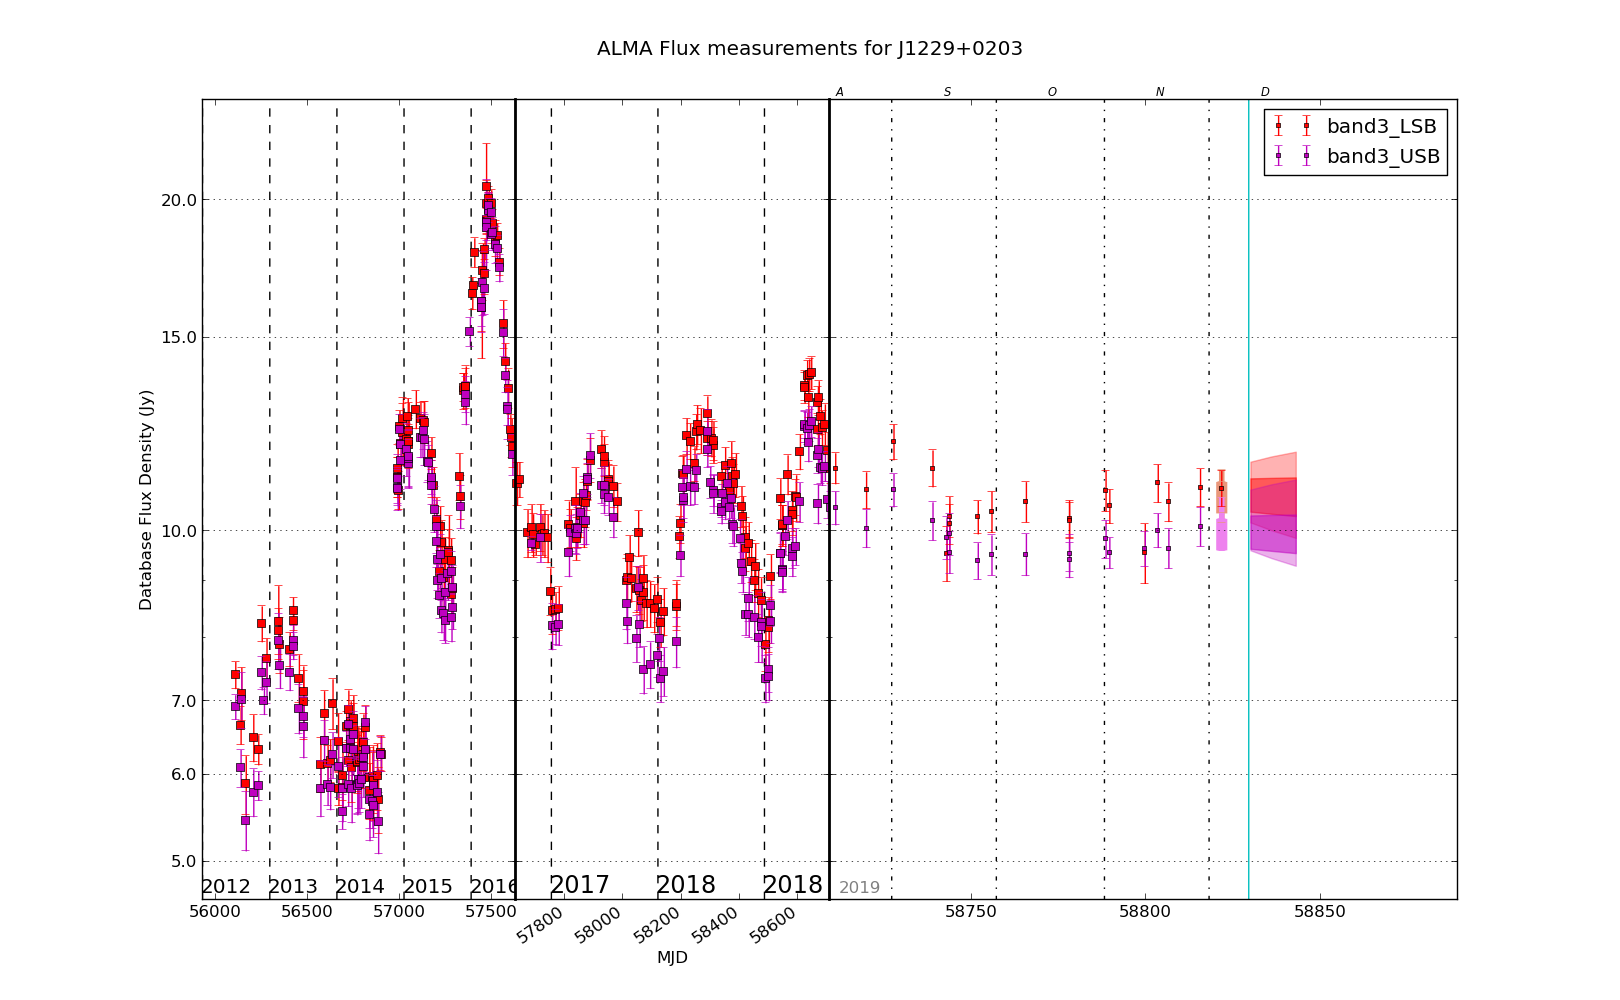 ALMA Flux measurements for J1229+0203
A S O N D
band3_LSB
band3_USB
20.0
15.0
10.0
7.0
6.0
5.0
Database Flux Density (Jy)
2012 2013 2014 2015 2016 2017 2018 2018 2019
56000 56500 57000 57500 57800 58000 58200 58400 58600 58750 58800 58850
MJD